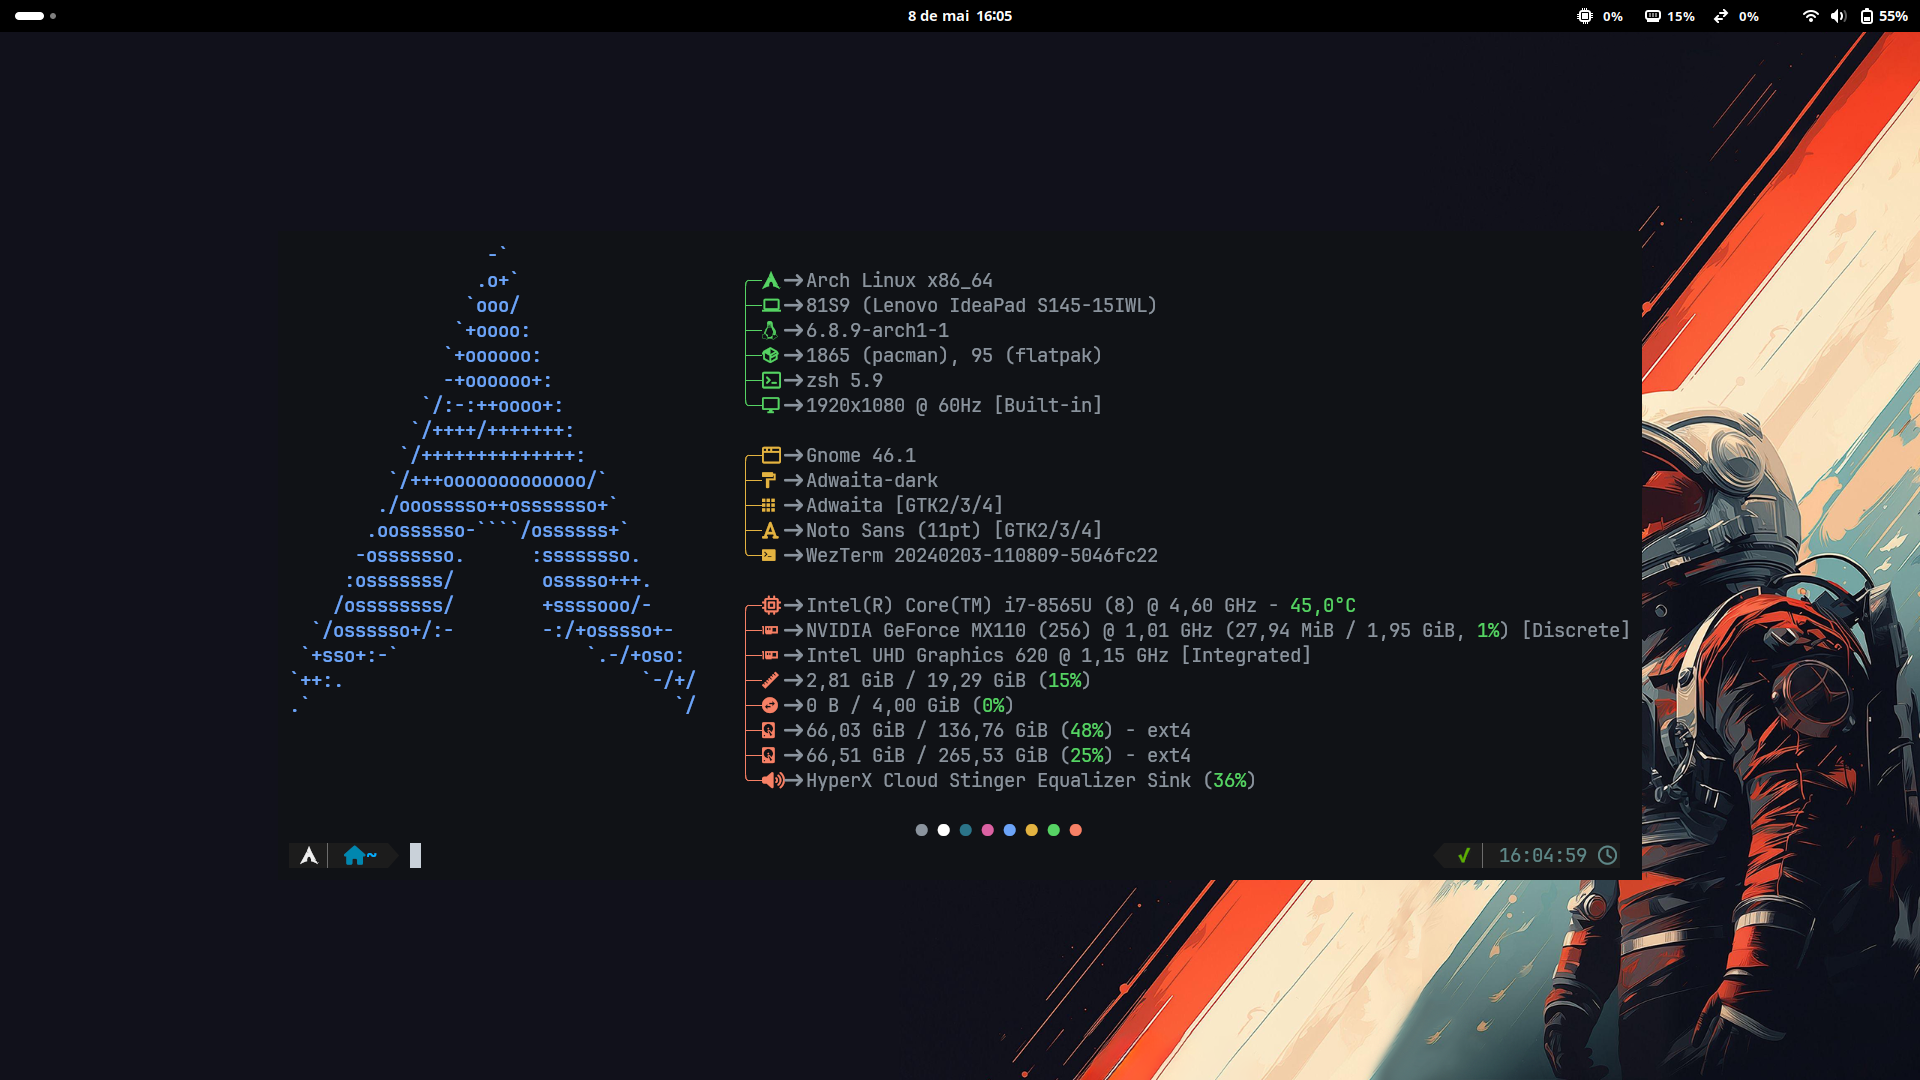 8 de mai 16:05
0% 15% 0% 55%
-`
.o+`
`ooo/
`+oooo:
`+oooooo:
-+oooooo+:
`/:-:++oooo+:
`/++++/+++++++:
`/++++++++++++++:
`/+++ooooooooooooo/`
./ooosssso++osssssso+`
.oossssso-````/ossssss+`
-osssssso. :ssssssso.
:osssssss/ osssso+++.
/ossssssss/ +ssssooo/-
`/ossssso+/:- -:/+osssso+-
`+sso+:-` `.-/+oso:
`++:. `-/+/
.` `/
Arch Linux x86_64
81S9 (Lenovo IdeaPad S145-15IWL)
6.8.9-arch1-1
1865 (pacman), 95 (flatpak)
zsh 5.9
1920x1080 @ 60Hz [Built-in]
Gnome 46.1
Adwaita-dark
Adwaita [GTK2/3/4]
Noto Sans (11pt) [GTK2/3/4]
WezTerm 20240203-110809-5046fc22
Intel(R) Core(TM) i7-8565U (8) @ 4,60 GHz - 45,0°C
NVIDIA GeForce MX110 (256) @ 1,01 GHz (27,94 MiB / 1,95 GiB, 1%) [Discrete]
Intel UHD Graphics 620 @ 1,15 GHz [Integrated]
2,81 GiB / 19,29 GiB (15%)
0 B / 4,00 GiB (0%)
66,03 GiB / 136,76 GiB (48%) - ext4
66,51 GiB / 265,53 GiB (25%) - ext4
HyperX Cloud Stinger Equalizer Sink (36%)
~ ✓ 16:04:59